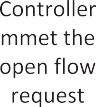 Controller
mmet the
open flow
request